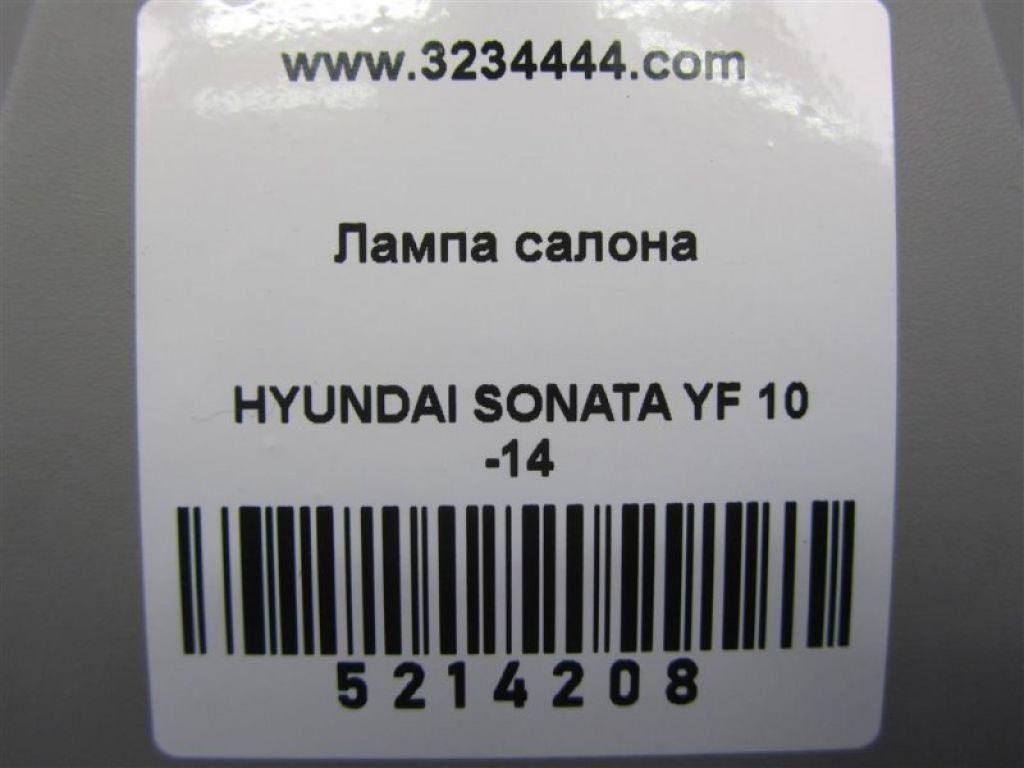 www.3234444.com
Лампа салона
HYUNDAI SONATA YF 10
-14
5214208